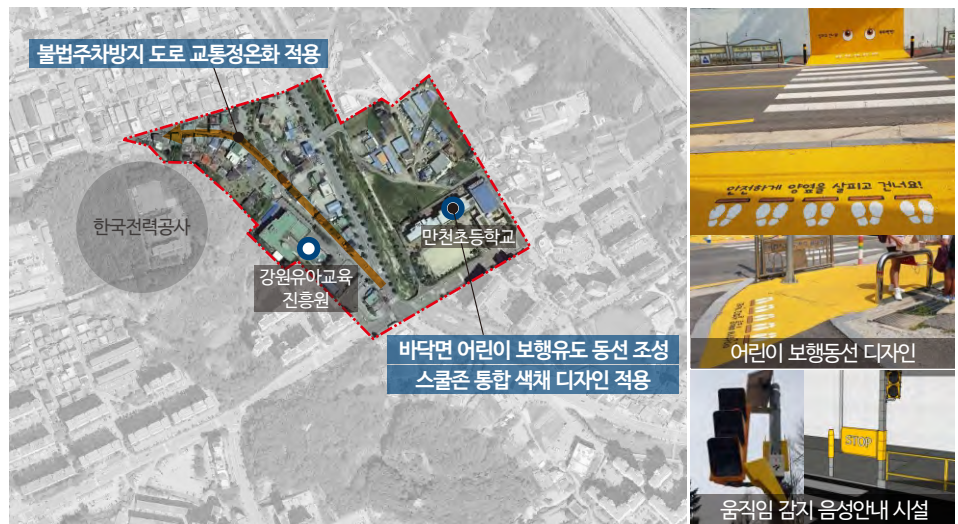 불법주차방지 도로 교통정온화 적용
한국전력공사
강원유아교육
진흥원
만천초등학교
바닥면 어린이 보행유도 동선 조성
스쿨존 통합 색채 디자인 적용
안전하게 양옆을 살피고 건너요!
어린이 보행동선 디자인
STOP
움직임 감지 음성안내 시설